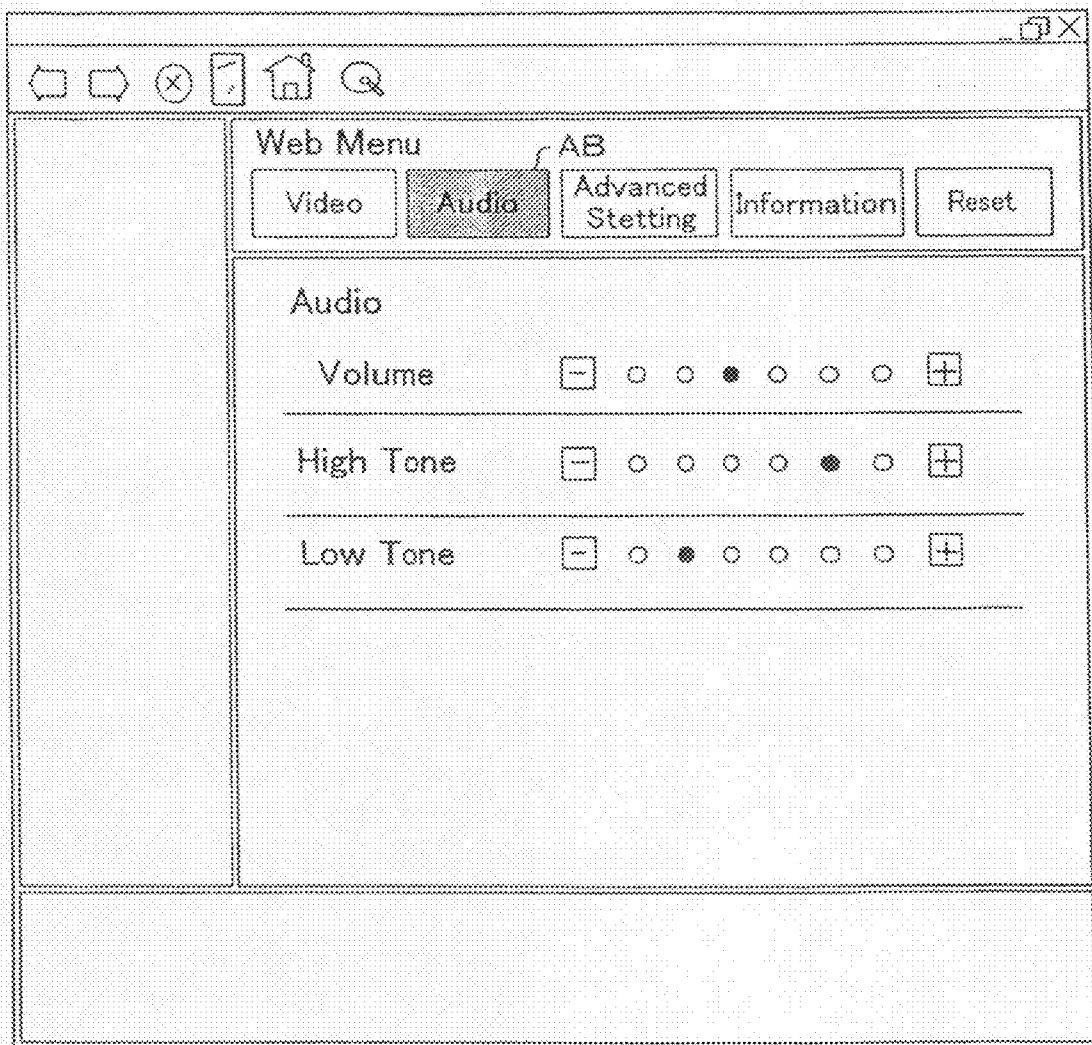 Web Menu
AB
Video
Audio
Advanced
Stetting
Information
Reset
Audio
Volume
High Tone
Low Tone